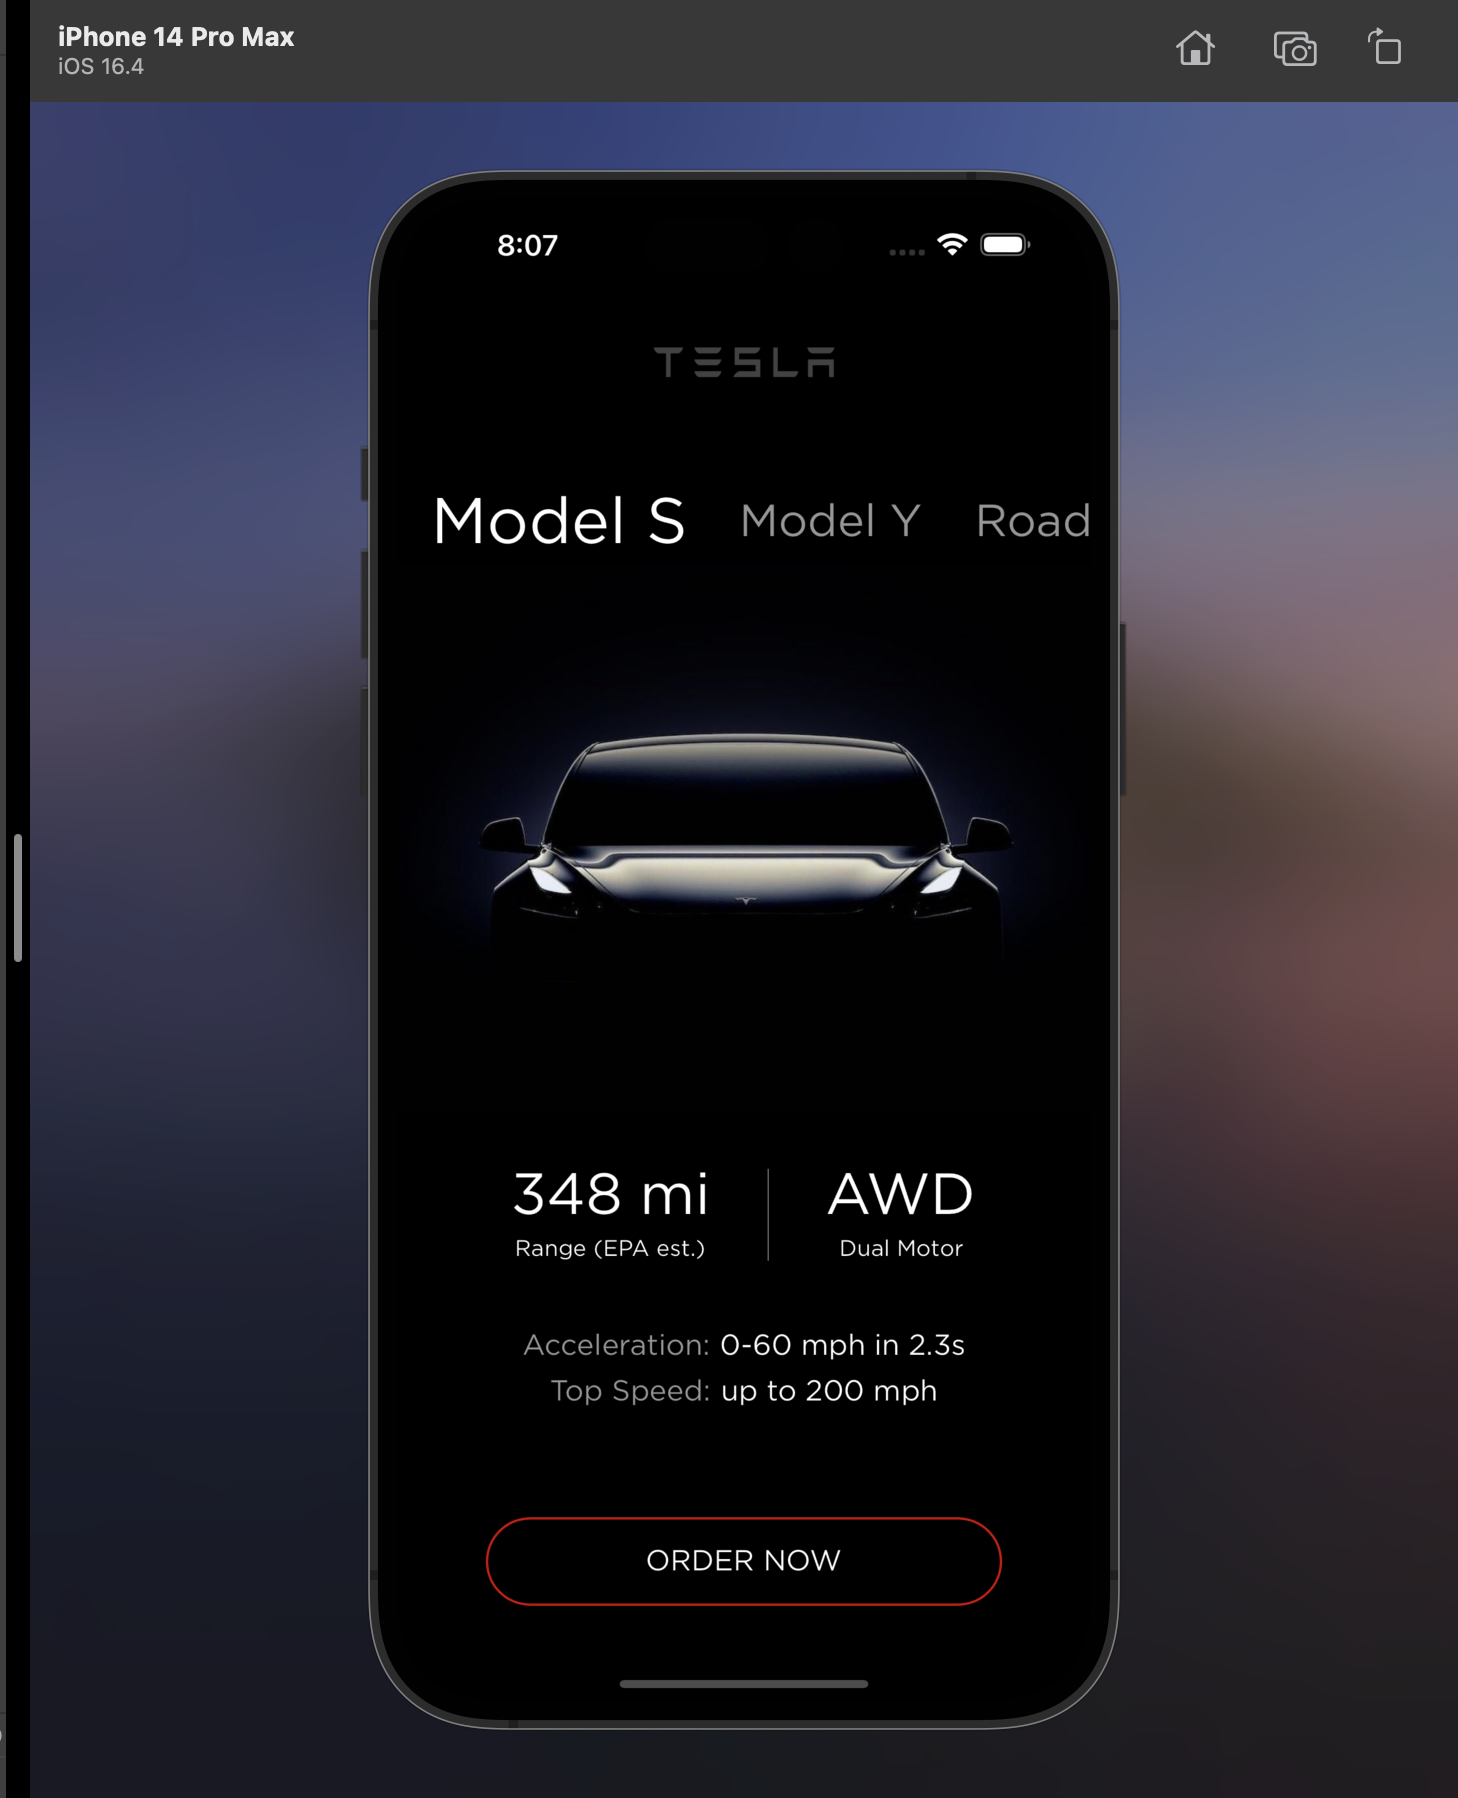 iPhone 14 Pro Max
iOS 16.4
8:07
TESLA
Model S Model Y Road
348 mi AWD
Range (EPA est.) Dual Motor
Acceleration: 0-60 mph in 2.3s
Top Speed: up to 200 mph
ORDER NOW